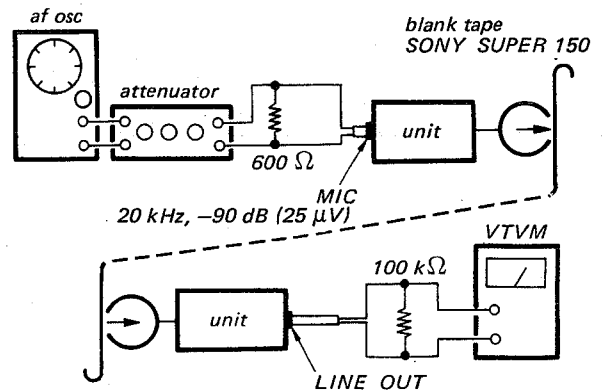 af osc
blank tape
SONY SUPER 150
attenuator
unit
600 Ω
MIC
20 kHz, –90 dB (25 μV)
VTVM
100 kΩ
unit
LINE OUT